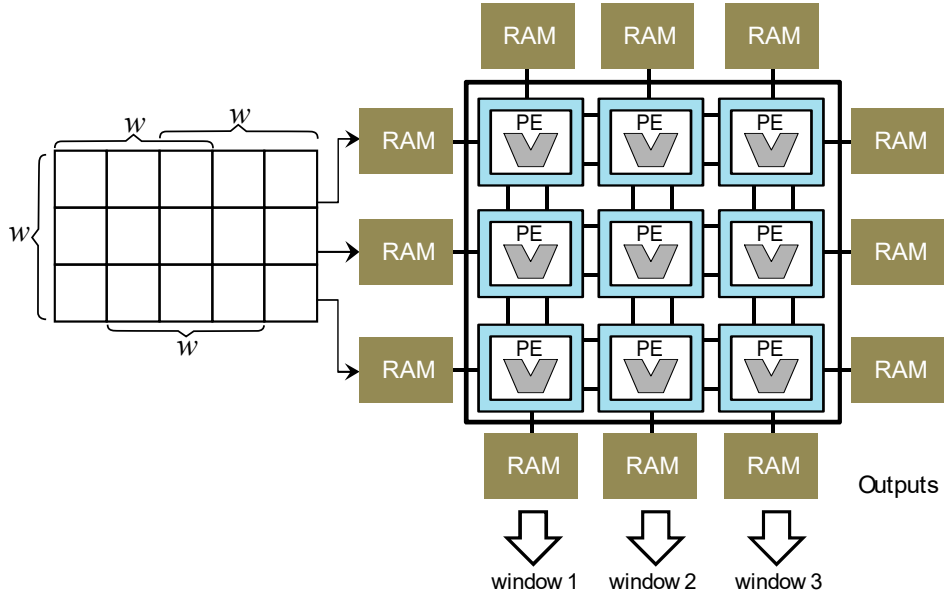 RAM RAM RAM
w w
RAM PE PE PE RAM
w RAM PE PE PE RAM
w
RAM PE PE PE RAM
RAM RAM RAM
Outputs
window 1 window 2 window 3